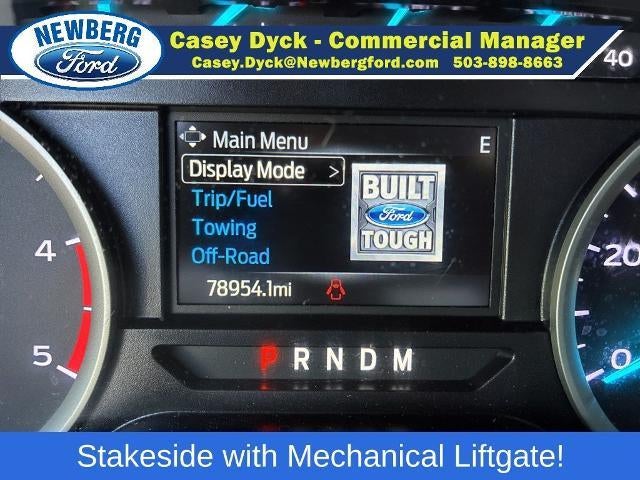 NEWBERG
Ford
Casey Dyck - Commercial Manager
Casey.Dyck@Newbergford.com 503-898-8663
40
Main Menu E
Display Mode >
Trip/Fuel
Towing
Off-Road
BUILT
Ford
TOUGH
78954.1mi
4
5
20
0
P R N D M
Stakeside with Mechanical Liftgate!